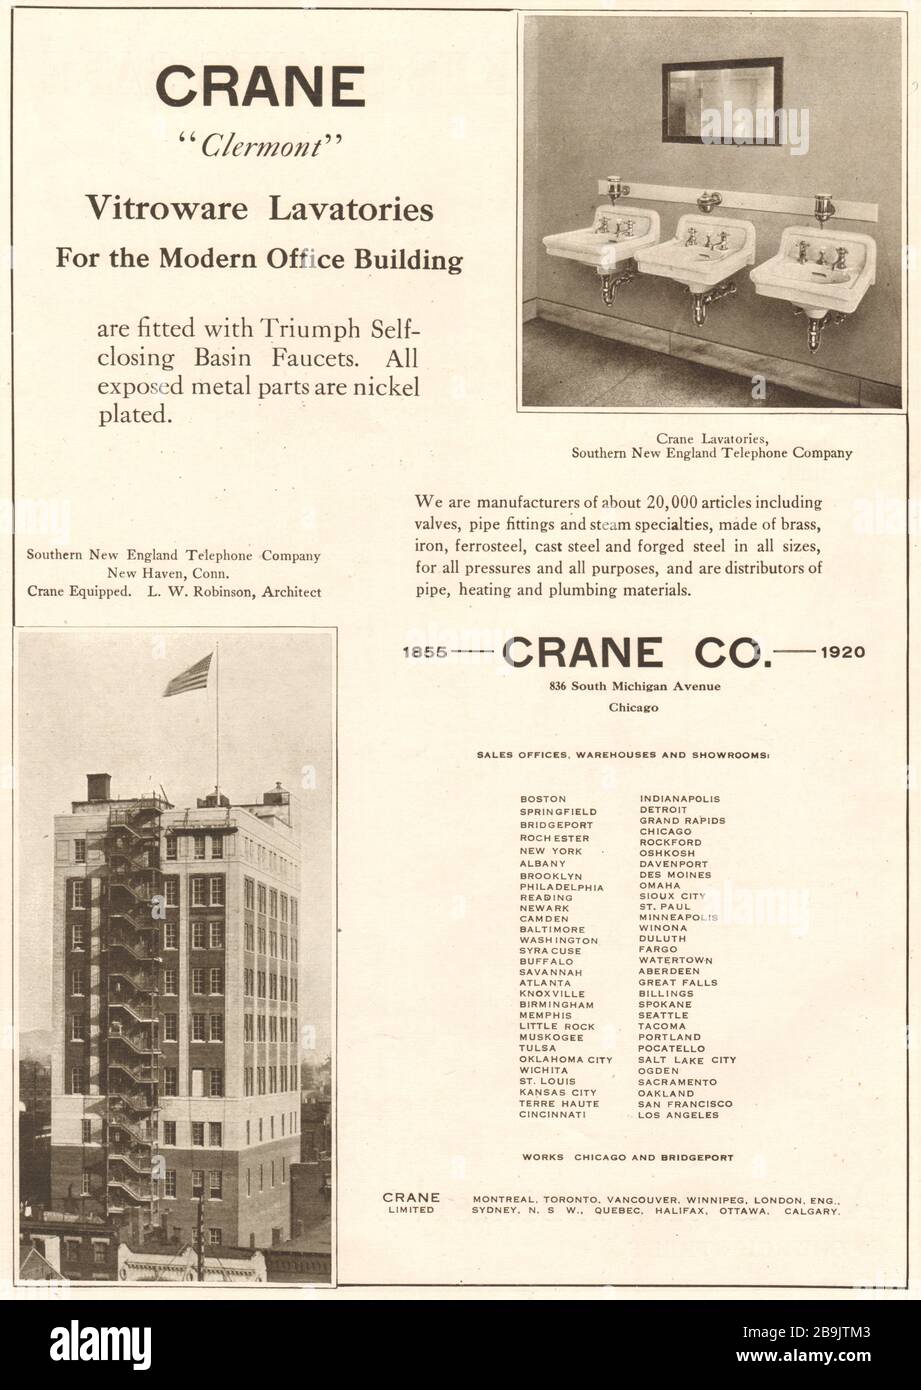 CRANE
“Clermont”
Vitroware Lavatories
For the Modern Office Building
are fitted with Triumph Self-
closing Basin Faucets. All
exposed metal parts are nickel
plated.
Crane Lavatories,
Southern New England Telephone Company
We are manufacturers of about 20,000 articles including
valves, pipe fittings and steam specialties, made of brass,
iron, ferrosteel, cast steel and forged steel in all sizes,
for all pressures and all purposes, and are distributors of
pipe, heating and plumbing materials.
Southern New England Telephone Company
New Haven, Conn.
Crane Equipped. L. W. Robinson, Architect
1855 — CRANE CO. — 1920
836 South Michigan Avenue
Chicago
SALES OFFICES, WAREHOUSES AND SHOWROOMS:
BOSTON
SPRINGFIELD
BRIDGEPORT
ROCHESTER
NEW YORK
ALBANY
BROOKLYN
PHILADELPHIA
READING
NEWARK
CAMDEN
BALTIMORE
WASHINGTON
SYRACUSE
BUFFALO
SAVANNAH
ATLANTA
KNOXVILLE
BIRMINGHAM
MEMPHIS
LITTLE ROCK
MUSKOGEE
TULSA
OKLAHOMA CITY
WICHITA
ST. LOUIS
KANSAS CITY
TERRE HAUTE
CINCINNATI
INDIANAPOLIS
DETROIT
GRAND RAPIDS
CHICAGO
ROCKFORD
OSHKOSH
DAVENPORT
DES MOINES
OMAHA
SIOUX CITY
ST. PAUL
MINNEAPOLIS
WINONA
DULUTH
FARGO
WATERTOWN
ABERDEEN
GREAT FALLS
BILLINGS
SPOKANE
SEATTLE
TACOMA
PORTLAND
POCATELLO
SALT LAKE CITY
OGDEN
SACRAMENTO
OAKLAND
SAN FRANCISCO
LOS ANGELES
WORKS CHICAGO AND BRIDGEPORT
CRANE
LIMITED
MONTREAL, TORONTO, VANCOUVER, WINNIPEG, LONDON, ENG.,
SYDNEY, N. S W., QUEBEC, HALIFAX, OTTAWA, CALGARY.
alamy
Image ID: 2B9JTM3
www.alamy.com